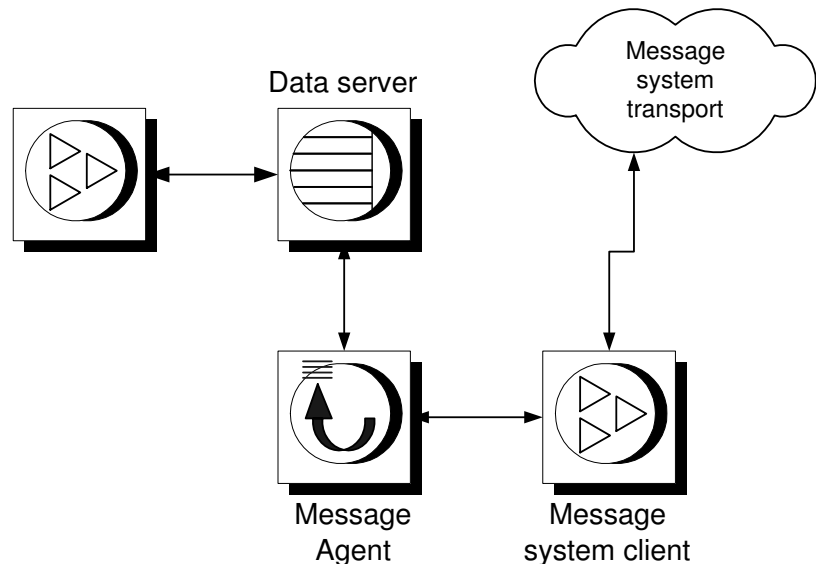 Message
system
transport
Data server
Message
Agent
Message
system client